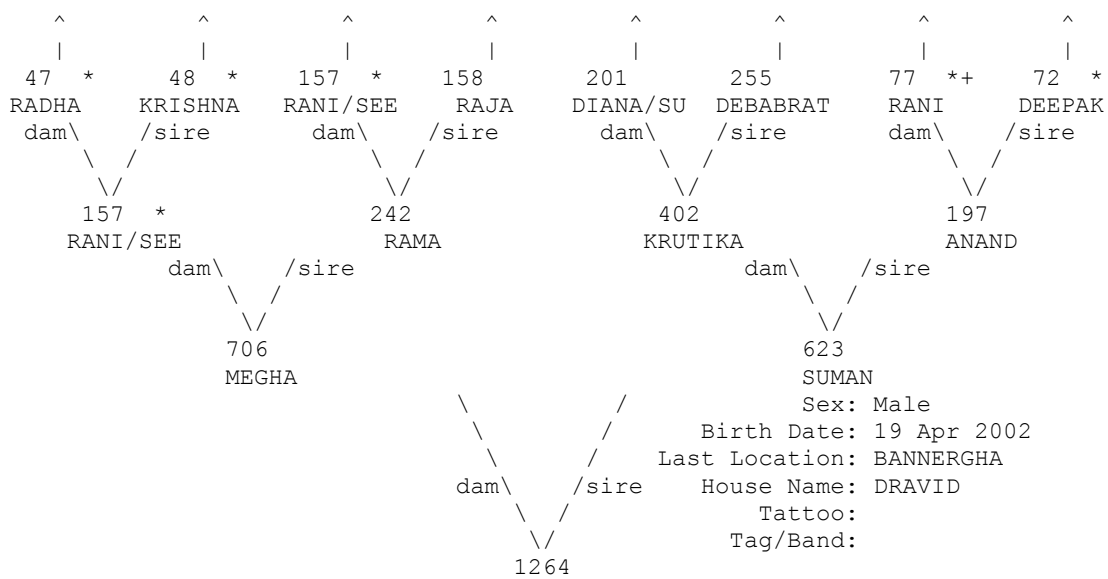 ^ ^ ^ ^ ^ ^ ^ ^
| | | | | | | |
47 * 48 * 157 * 158 201 255 77 *+ 72 *
RADHA KRISHNA RANI/SEE RAJA DIANA/SU DEBABRAT RANI DEEPAK
dam\ /sire dam\ /sire dam\ /sire dam\ /sire
\ / \ / \ / \ /
\/ \/ \/ \/
157 * 242 402 197
RANI/SEE RAMA KRUTIKA ANAND
dam\ /sire dam\ /sire
\ / \ /
\/ \/
706 623
MEGHA SUMAN
\ / Sex: Male
\ / Birth Date: 19 Apr 2002
\ / Last Location: BANNERGHA
dam\ /sire House Name: DRAVID
\ / Tattoo:
\/ Tag/Band:
1264